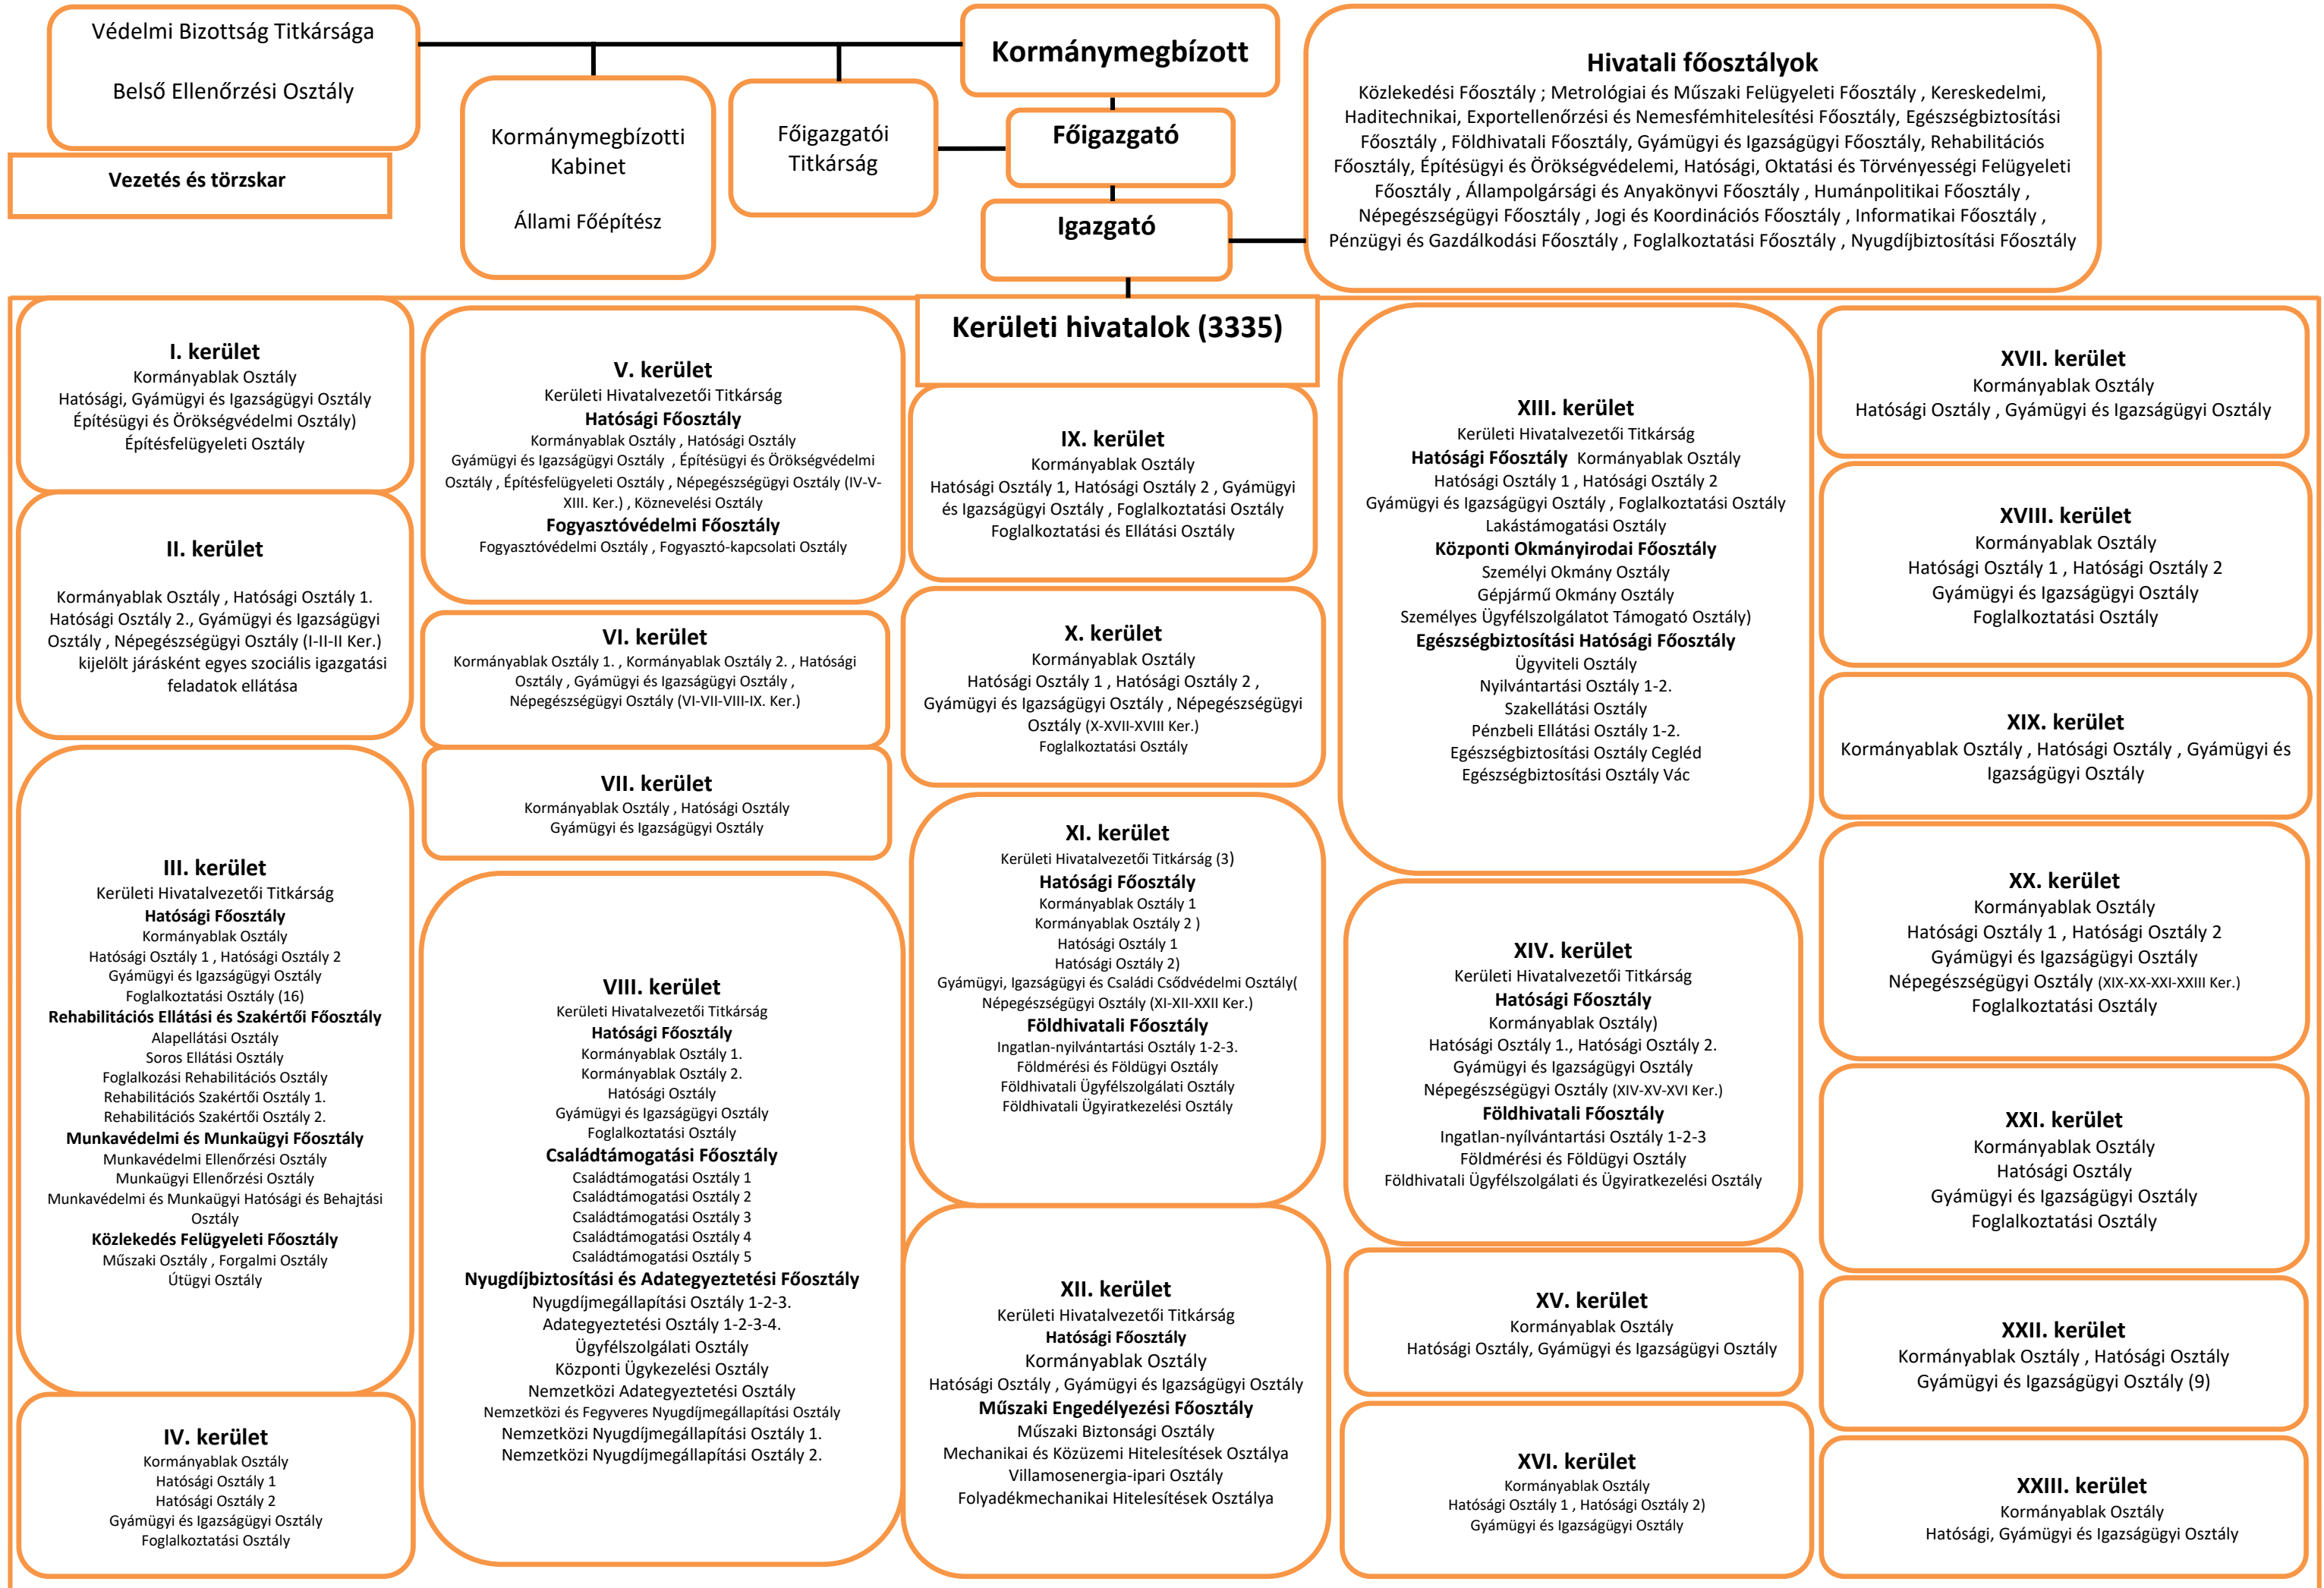 Védelmi Bizottság Titkársága
Belső Ellenőrzési Osztály
Vezetés és törzskar
Kormánymegbízotti
Kabinet
Állami Főépítész
Főigazgatói
Titkárság
Kormánymegbízott
Főigazgató
Igazgató
Hivatali főosztályok
Közlekedési Főosztály ; Metrológiai és Műszaki Felügyeleti Főosztály , Kereskedelmi,
Haditechnikai, Exportellenőrzési és Nemesfémhitelesítési Főosztály, Egészségbiztosítási
Főosztály , Földhivatali Főosztály, Gyámügyi és Igazságügyi Főosztály, Rehabilitációs
Főosztály, Építésügyi és Örökségvédelemi, Hatósági, Oktatási és Törvényességi Felügyeleti
Főosztály , Állampolgársági és Anyakönyvi Főosztály , Humánpolitikai Főosztály ,
Népegészségügyi Főosztály , Jogi és Koordinációs Főosztály , Informatikai Főosztály ,
Pénzügyi és Gazdálkodási Főosztály , Foglalkoztatási Főosztály , Nyugdíjbiztosítási Főosztály
Kerületi hivatalok (3335)
I. kerület
Kormányablak Osztály
Hatósági, Gyámügyi és Igazságügyi Osztály
Építésügyi és Örökségvédelmi Osztály)
Építésfelügyeleti Osztály
II. kerület
Kormányablak Osztály , Hatósági Osztály 1.
Hatósági Osztály 2., Gyámügyi és Igazságügyi
Osztály , Népegészségügyi Osztály (I-II-II Ker.)
kijelölt járásként egyes szociális igazgatási
feladatok ellátása
III. kerület
Kerületi Hivatalvezetői Titkárság
Hatósági Főosztály
Kormányablak Osztály
Hatósági Osztály 1 , Hatósági Osztály 2
Gyámügyi és Igazságügyi Osztály
Foglalkoztatási Osztály (16)
Rehabilitációs Ellátási és Szakértői Főosztály
Alapellátási Osztály
Soros Ellátási Osztály
Foglalkozási Rehabilitációs Osztály
Rehabilitációs Szakértői Osztály 1.
Rehabilitációs Szakértői Osztály 2.
Munkavédelmi és Munkaügyi Főosztály
Munkavédelmi Ellenőrzési Osztály
Munkaügyi Ellenőrzési Osztály
Munkavédelmi és Munkaügyi Hatósági és Behajtási
Osztály
Közlekedés Felügyeleti Főosztály
Műszaki Osztály , Forgalmi Osztály
Útügyi Osztály
IV. kerület
Kormányablak Osztály
Hatósági Osztály 1
Hatósági Osztály 2
Gyámügyi és Igazságügyi Osztály
Foglalkoztatási Osztály
V. kerület
Kerületi Hivatalvezetői Titkárság
Hatósági Főosztály
Kormányablak Osztály , Hatósági Osztály
Gyámügyi és Igazságügyi Osztály , Építésügyi és Örökségvédelmi
Osztály , Építésfelügyeleti Osztály , Népegészségügyi Osztály (IV-V-
XIII. Ker.) , Köznevelési Osztály
Fogyasztóvédelmi Főosztály
Fogyasztóvédelmi Osztály , Fogyasztó-kapcsolati Osztály
VI. kerület
Kormányablak Osztály 1. , Kormányablak Osztály 2. , Hatósági
Osztály , Gyámügyi és Igazságügyi Osztály ,
Népegészségügyi Osztály (VI-VII-VIII-IX. Ker.)
VII. kerület
Kormányablak Osztály , Hatósági Osztály
Gyámügyi és Igazságügyi Osztály
VIII. kerület
Kerületi Hivatalvezetői Titkárság
Hatósági Főosztály
Kormányablak Osztály 1.
Kormányablak Osztály 2.
Hatósági Osztály
Gyámügyi és Igazságügyi Osztály
Foglalkoztatási Osztály
Családtámogatási Főosztály
Családtámogatási Osztály 1
Családtámogatási Osztály 2
Családtámogatási Osztály 3
Családtámogatási Osztály 4
Családtámogatási Osztály 5
Nyugdíjbiztosítási és Adategyeztetési Főosztály
Nyugdíjmegállapítási Osztály 1-2-3.
Adategyeztetési Osztály 1-2-3-4.
Ügyfélszolgálati Osztály
Központi Ügykezelési Osztály
Nemzetközi Adategyeztetési Osztály
Nemzetközi és Fegyveres Nyugdíjmegállapítási Osztály
Nemzetközi Nyugdíjmegállapítási Osztály 1.
Nemzetközi Nyugdíjmegállapítási Osztály 2.
IX. kerület
Kormányablak Osztály
Hatósági Osztály 1, Hatósági Osztály 2 , Gyámügyi
és Igazságügyi Osztály , Foglalkoztatási Osztály
Foglalkoztatási és Ellátási Osztály
X. kerület
Kormányablak Osztály
Hatósági Osztály 1 , Hatósági Osztály 2 ,
Gyámügyi és Igazságügyi Osztály , Népegészségügyi
Osztály (X-XVII-XVIII Ker.)
Foglalkoztatási Osztály
XI. kerület
Kerületi Hivatalvezetői Titkárság (3)
Hatósági Főosztály
Kormányablak Osztály 1
Kormányablak Osztály 2 )
Hatósági Osztály 1
Hatósági Osztály 2)
Gyámügyi, Igazságügyi és Családi Csődvédelmi Osztály(
Népegészségügyi Osztály (XI-XII-XXII Ker.)
Földhivatali Főosztály
Ingatlan-nyilvántartási Osztály 1-2-3.
Földmérési és Földügyi Osztály
Földhivatali Ügyfélszolgálati Osztály
Földhivatali Ügyiratkezelési Osztály
XII. kerület
Kerületi Hivatalvezetői Titkárság
Hatósági Főosztály
Kormányablak Osztály
Hatósági Osztály , Gyámügyi és Igazságügyi Osztály
Műszaki Engedélyezési Főosztály
Műszaki Biztonsági Osztály
Mechanikai és Közüzemi Hitelesítések Osztálya
Villamosenergia-ipari Osztály
Folyadékmechanikai Hitelesítések Osztálya
XIII. kerület
Kerületi Hivatalvezetői Titkárság
Hatósági Főosztály Kormányablak Osztály
Hatósági Osztály 1 , Hatósági Osztály 2
Gyámügyi és Igazságügyi Osztály , Foglalkoztatási Osztály
Lakástámogatási Osztály
Központi Okmányirodai Főosztály
Személyi Okmány Osztály
Gépjármű Okmány Osztály
Személyes Ügyfélszolgálatot Támogató Osztály)
Egészségbiztosítási Hatósági Főosztály
Ügyviteli Osztály
Nyilvántartási Osztály 1-2.
Szakellátási Osztály
Pénzbeli Ellátási Osztály 1-2.
Egészségbiztosítási Osztály Cegléd
Egészségbiztosítási Osztály Vác
XIV. kerület
Kerületi Hivatalvezetői Titkárság
Hatósági Főosztály
Kormányablak Osztály)
Hatósági Osztály 1., Hatósági Osztály 2.
Gyámügyi és Igazságügyi Osztály
Népegészségügyi Osztály (XIV-XV-XVI Ker.)
Földhivatali Főosztály
Ingatlan-nyílvántartási Osztály 1-2-3
Földmérési és Földügyi Osztály
Földhivatali Ügyfélszolgálati és Ügyiratkezelési Osztály
XV. kerület
Kormányablak Osztály
Hatósági Osztály, Gyámügyi és Igazságügyi Osztály
XVI. kerület
Kormányablak Osztály
Hatósági Osztály 1 , Hatósági Osztály 2)
Gyámügyi és Igazságügyi Osztály
XVII. kerület
Kormányablak Osztály
Hatósági Osztály , Gyámügyi és Igazságügyi Osztály
XVIII. kerület
Kormányablak Osztály
Hatósági Osztály 1 , Hatósági Osztály 2
Gyámügyi és Igazságügyi Osztály
Foglalkoztatási Osztály
XIX. kerület
Kormányablak Osztály , Hatósági Osztály , Gyámügyi és
Igazságügyi Osztály
XX. kerület
Kormányablak Osztály
Hatósági Osztály 1 , Hatósági Osztály 2
Gyámügyi és Igazságügyi Osztály
Népegészségügyi Osztály (XIX-XX-XXI-XXIII Ker.)
Foglalkoztatási Osztály
XXI. kerület
Kormányablak Osztály
Hatósági Osztály
Gyámügyi és Igazságügyi Osztály
Foglalkoztatási Osztály
XXII. kerület
Kormányablak Osztály , Hatósági Osztály
Gyámügyi és Igazságügyi Osztály (9)
XXIII. kerület
Kormányablak Osztály
Hatósági, Gyámügyi és Igazságügyi Osztály